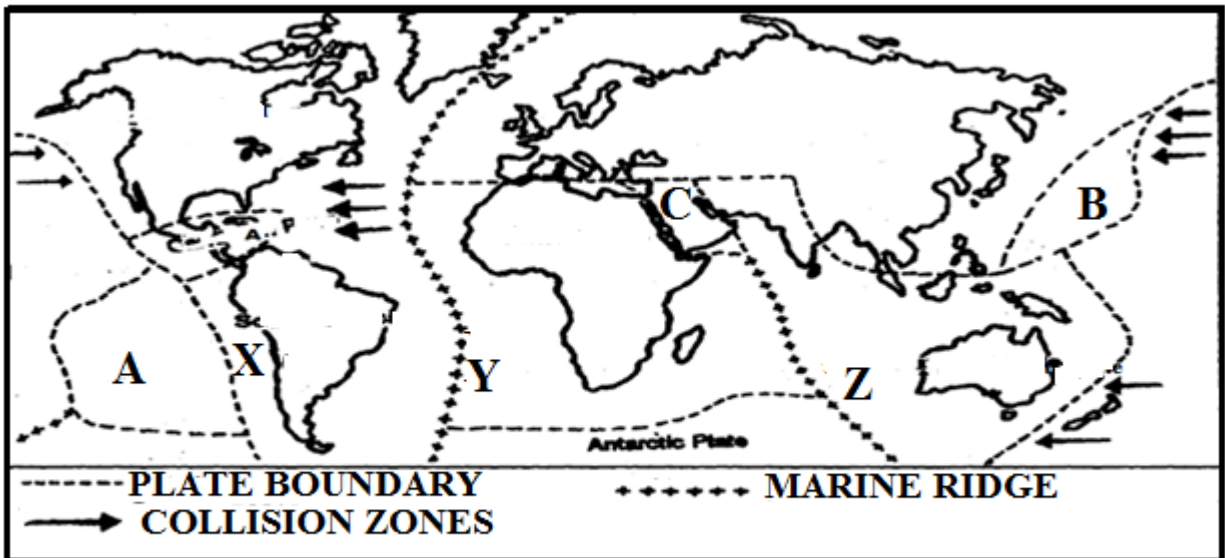 C
B
A
X
Y
Z
A
Antarctic Plate
PLATE BOUNDARY
MARINE RIDGE
COLLISION ZONES